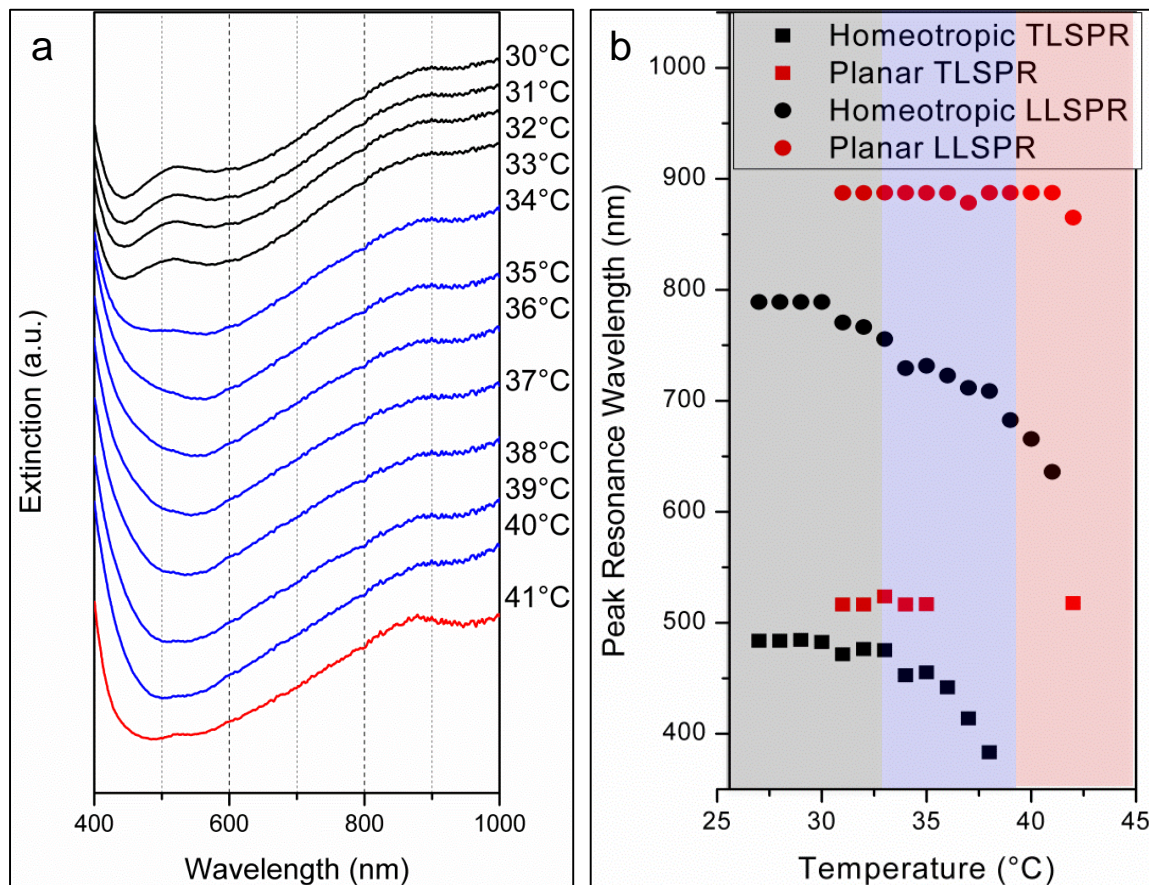 a
30°C
31°C
32°C
33°C
34°C
35°C
36°C
37°C
38°C
39°C
40°C
41°C
Extinction (a.u.)
400
600
800
1000
Wavelength (nm)
b
Homeotropic TLSPR
Planar TLSPR
Homeotropic LLSPR
Planar LLSPR
Peak Resonance Wavelength (nm)
1000
900
800
700
600
500
400
25
30
35
40
45
Temperature (°C)